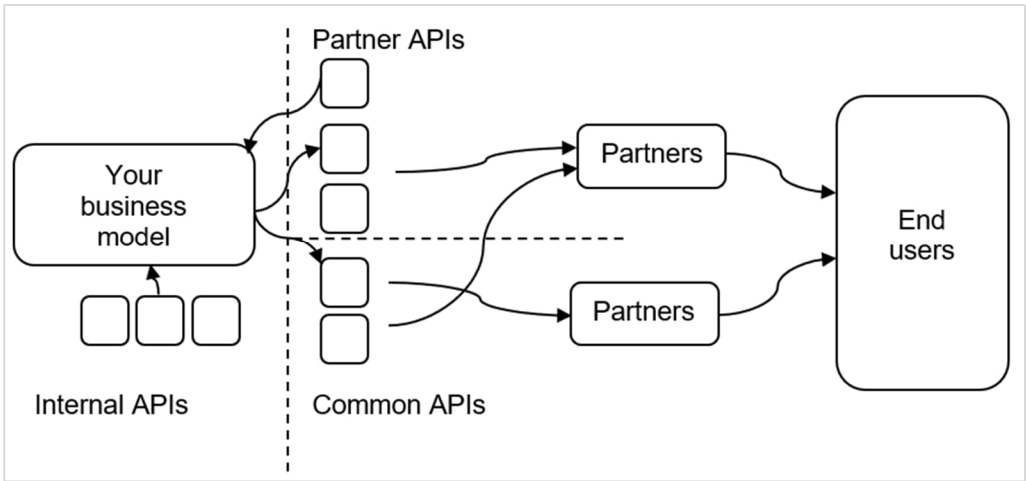 Partner APIs
Your
business
model
Partners
End
users
Partners
Internal APIs
Common APIs